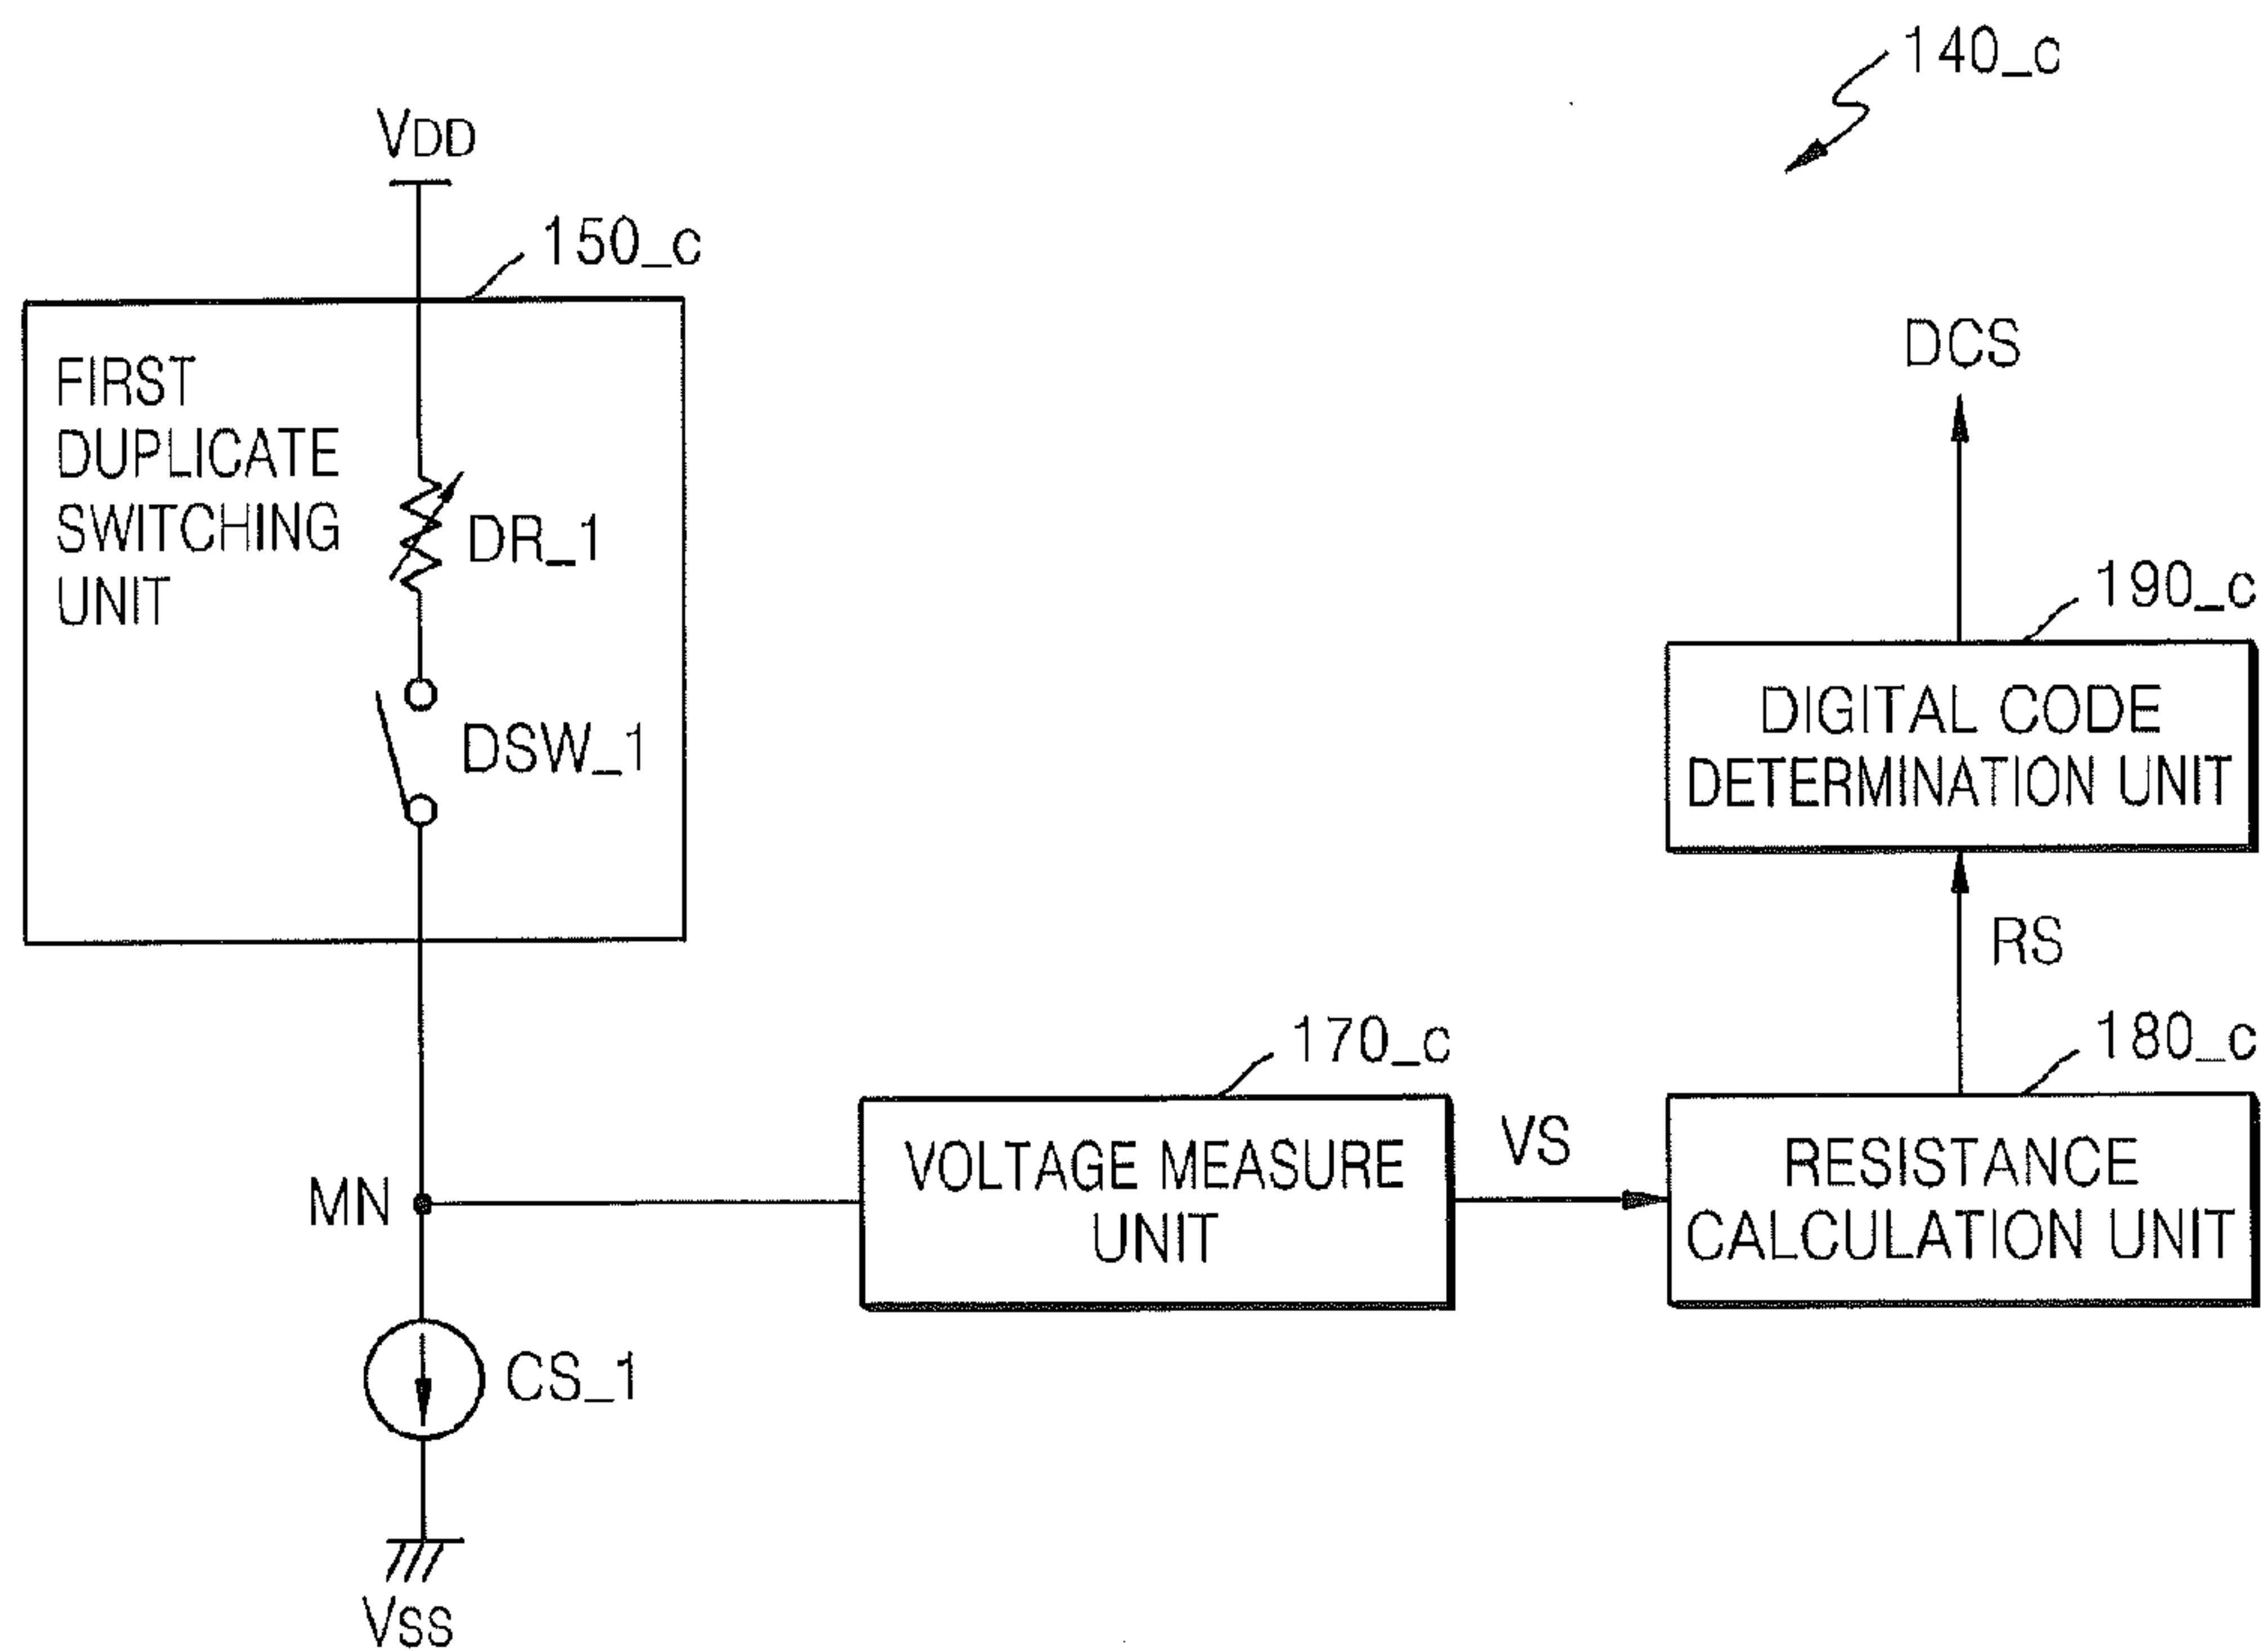 140_c
VDD
150_c
FIRST
DUPLICATE
SWITCHING
UNIT
DR_1
DSW_1
DCS
190_c
DIGITAL CODE
DETERMINATION UNIT
RS
180_c
RESISTANCE
CALCULATION UNIT
170_c
VOLTAGE MEASURE
UNIT
VS
MN
CS_1
VSS